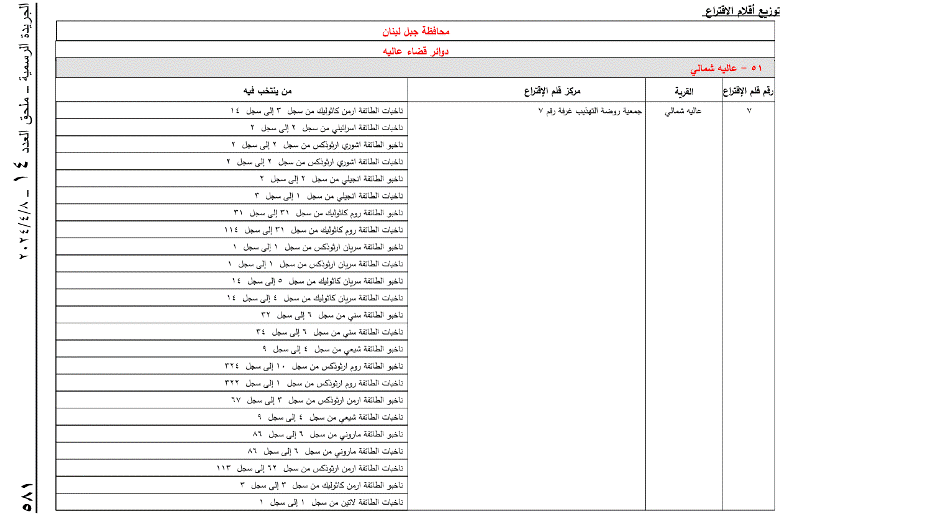 توزيع أقلام الاقتراع
محافظة جبل لبنان
دوائر قضاء عاليه
٥١ - عاليه شمالي
رقم قلم الإقتراع القرية مركز قلم الإقتراع من ينتخب فيه
٧ عاليه شمالي جمعية روضة التهذيب غرفة رقم ٧ ناخبات الطائفة ارمن كاثوليك من سجل ٣ إلى سجل ١٤
ناخبات الطائفة اسرائيلي من سجل ٢ إلى سجل ٢
ناخبو الطائفة اشوري ارثوذكس من سجل ٢ إلى سجل ٢
ناخبات الطائفة اشوري ارثوذكس من سجل ٢ إلى سجل ٢
ناخبو الطائفة انجيلي من سجل ٢ إلى سجل ٢
ناخبات الطائفة انجيلي من سجل ١ إلى سجل ٣
ناخبو الطائفة روم كاثوليك من سجل ٣١ إلى سجل ٣١
ناخبات الطائفة روم كاثوليك من سجل ٣١ إلى سجل ١١٤
ناخبو الطائفة سريان ارثوذكس من سجل ١ إلى سجل ١
ناخبات الطائفة سريان ارثوذكس من سجل ١ إلى سجل ١
ناخبو الطائفة سريان كاثوليك من سجل ٥ إلى سجل ١٤
ناخبات الطائفة سريان كاثوليك من سجل ٤ إلى سجل ١٤
ناخبو الطائفة سني من سجل ٦ إلى سجل ٣٢
ناخبات الطائفة سني من سجل ٦ إلى سجل ٣٤
ناخبو الطائفة شيعي من سجل ٤ إلى سجل ٩
ناخبو الطائفة روم ارثوذكس من سجل ١٠ إلى سجل ٣٢٤
ناخبات الطائفة روم ارثوذكس من سجل ١ إلى سجل ٣٢٢
ناخبو الطائفة ارمن ارثوذكس من سجل ٣ إلى سجل ٦٧
ناخبات الطائفة شيعي من سجل ٤ إلى سجل ٩
ناخبو الطائفة ماروني من سجل ٦ إلى سجل ٨٦
ناخبات الطائفة ماروني من سجل ٦ إلى سجل ٨٦
ناخبات الطائفة ارمن ارثوذكس من سجل ٦٢ إلى سجل ١١٣
ناخبو الطائفة ارمن كاثوليك من سجل ٣ إلى سجل ٣
ناخبات الطائفة لاتين من سجل ١ إلى سجل ١
الجريدة الرسمية – ملحق العدد ١٤ – ٢٠٢٤/٤/٨
٥٨١